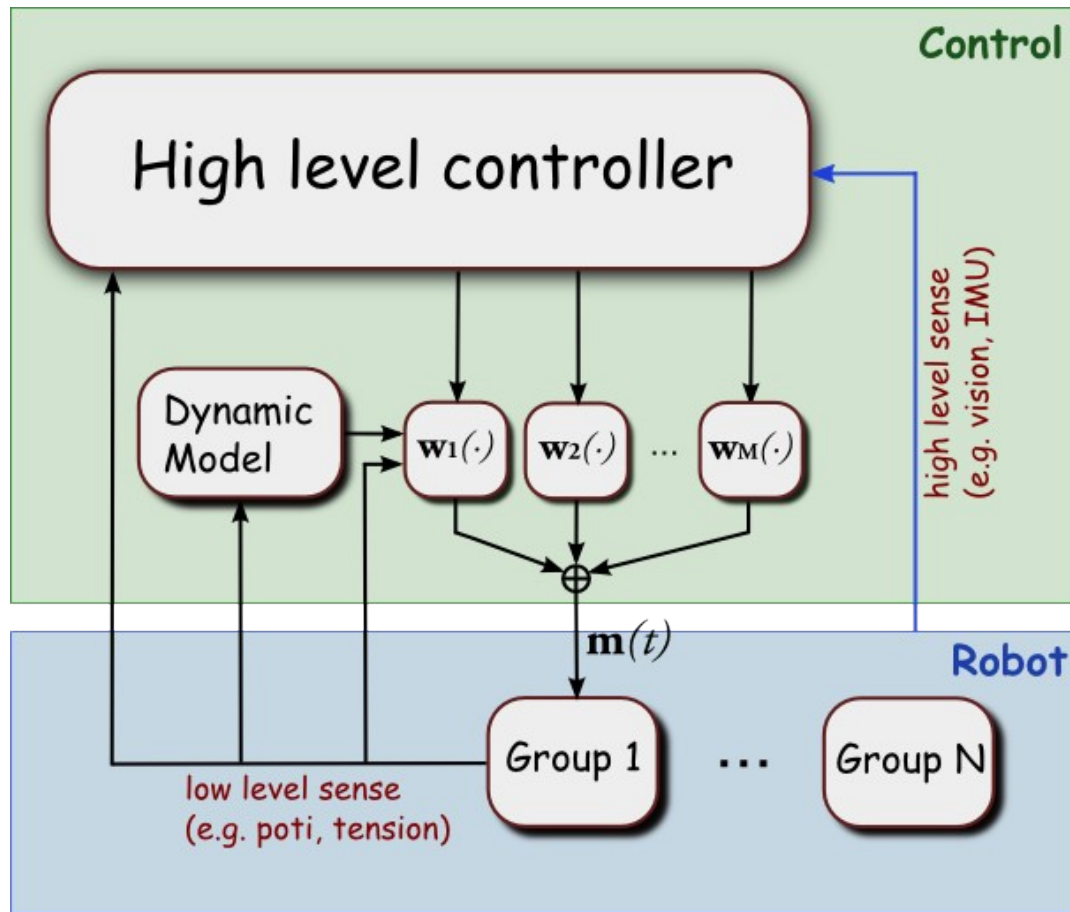 Control
High level controller
high level sense
(e.g. vision, IMU)
Dynamic
Model
w1(·)
w2(·)
...
wM(·)
m(t)
Robot
Group 1
...
Group N
low level sense
(e.g. poti, tension)